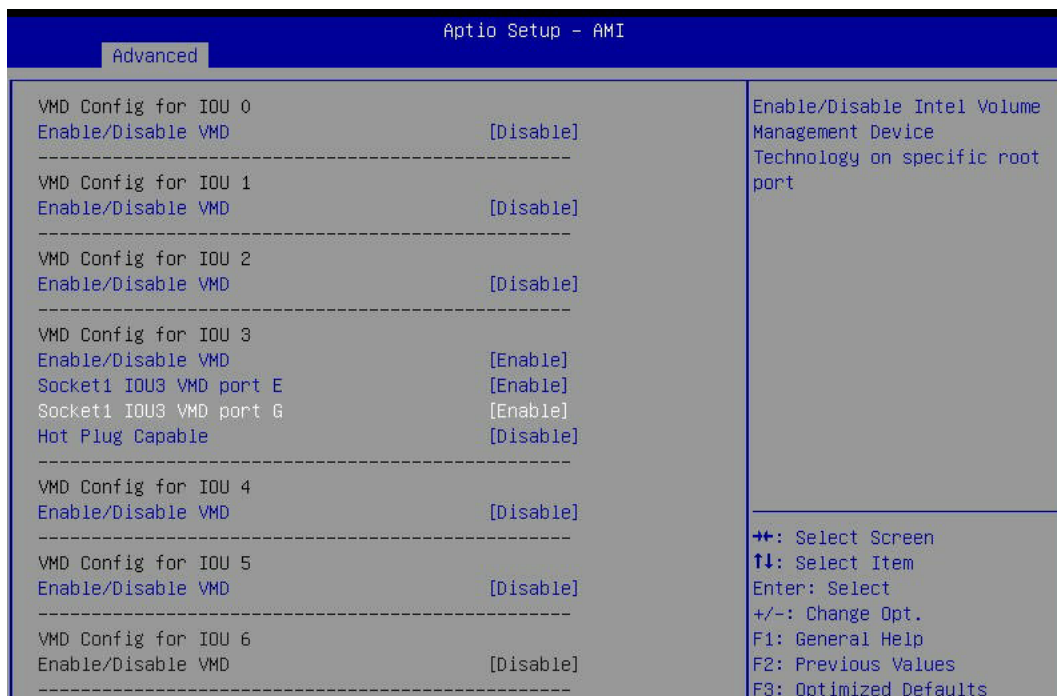 Aptio Setup – AMI
Advanced
VMD Config for IOU 0
Enable/Disable VMD [Disable]
VMD Config for IOU 1
Enable/Disable VMD [Disable]
VMD Config for IOU 2
Enable/Disable VMD [Disable]
VMD Config for IOU 3
Enable/Disable VMD [Enable]
Socket1 IOU3 VMD port E [Enable]
Socket1 IOU3 VMD port G [Enable]
Hot Plug Capable [Disable]
VMD Config for IOU 4
Enable/Disable VMD [Disable]
VMD Config for IOU 5
Enable/Disable VMD [Disable]
VMD Config for IOU 6
Enable/Disable VMD [Disable]
Enable/Disable Intel Volume
Management Device
Technology on specific root
port
→←: Select Screen
↑↓: Select Item
Enter: Select
+/-: Change Opt.
F1: General Help
F2: Previous Values
F3: Optimized Defaults